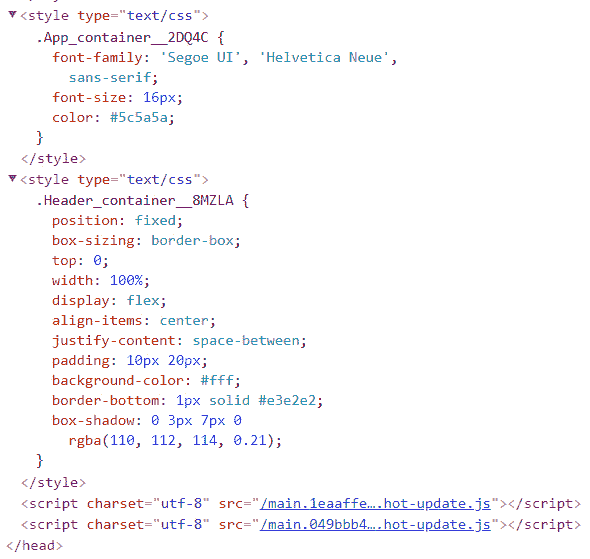 <style type="text/css">
.App_container__2DQ4C {
font-family: 'Segoe UI', 'Helvetica Neue',
sans-serif;
font-size: 16px;
color: #5c5a5a;
}
</style>
<style type="text/css">
.Header_container__8MZLA {
position: fixed;
box-sizing: border-box;
top: 0;
width: 100%;
display: flex;
align-items: center;
justify-content: space-between;
padding: 10px 20px;
background-color: #fff;
border-bottom: 1px solid #e3e2e2;
box-shadow: 0 3px 7px 0
rgba(110, 112, 114, 0.21);
}
</style>
<script charset="utf-8" src="/main.1eaaffe….hot-update.js"></script>
<script charset="utf-8" src="/main.049bbb4….hot-update.js"></script>
</head>